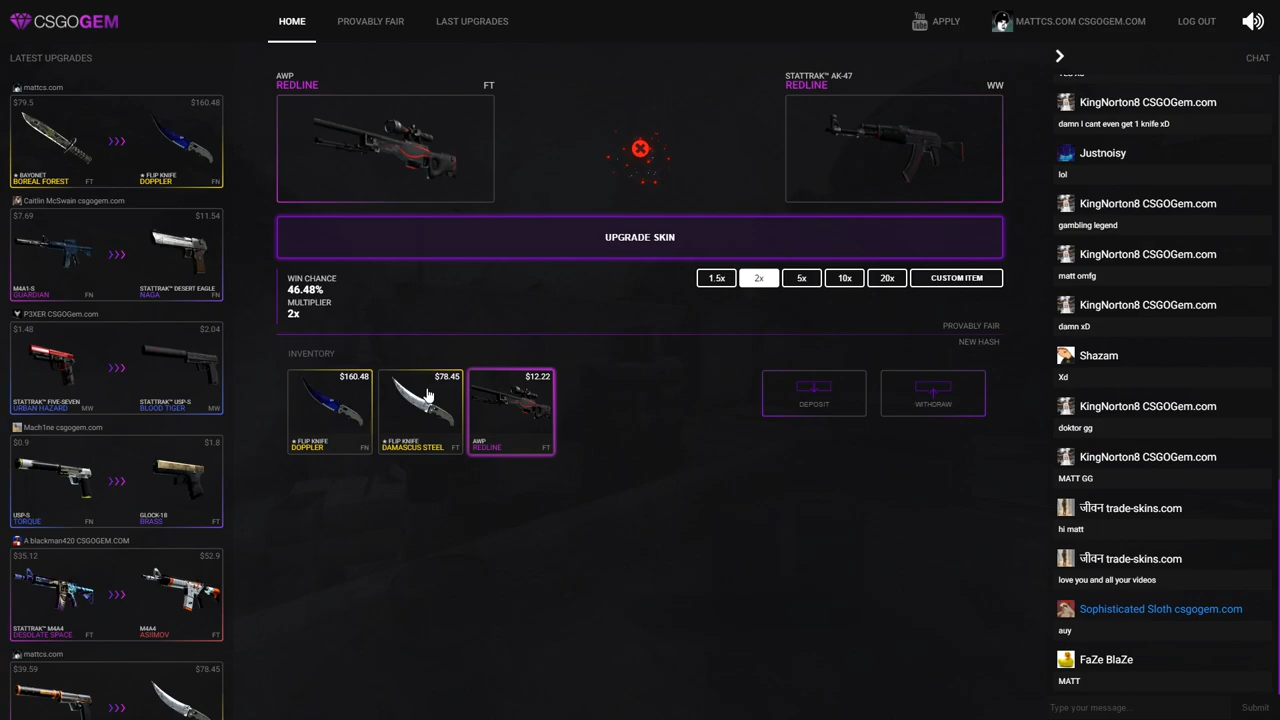 CSGOGEM
HOME
PROVABLY FAIR
LAST UPGRADES
You Tube APPLY
MATTCS.COM CSGOGEM.COM
LOG OUT
LATEST UPGRADES
mattcs.com
$79.5 $160.48
★ BAYONET ★ FLIP KNIFE
BOREAL FOREST FT DOPPLER FN
Caitlin McSwain csgogem.com
$7.69 $11.54
M4A1-S STATTRAK™ DESERT EAGLE
GUARDIAN FN NAGA FN
P3XER CSGOGem.com
$1.48 $2.04
STATTRAK™ FIVE-SEVEN STATTRAK™ USP-S
URBAN HAZARD MW BLOOD TIGER MW
Mach1ne csgogem.com
$0.9 $1.8
USP-S GLOCK-18
TORQUE FN BRASS FT
A blackman420 CSGOGEM.COM
$35.12 $52.9
STATTRAK™ M4A4 M4A4
DESOLATE SPACE FT ASIIMOV FT
mattcs.com
$39.59 $78.45
AWP
REDLINE FT
STATTRAK™ AK-47
REDLINE WW
UPGRADE SKIN
WIN CHANCE
46.48%
MULTIPLIER
2x
1.5x 2x 5x 10x 20x CUSTOM ITEM
PROVABLY FAIR
NEW HASH
INVENTORY
$160.48
★ FLIP KNIFE
DOPPLER FN
$78.45
★ FLIP KNIFE
DAMASCUS STEEL FT
$12.22
AWP
REDLINE FT
DEPOSIT
WITHDRAW
CHAT
KingNorton8 CSGOGem.com
damn I cant even get 1 knife xD
Justnoisy
lol
KingNorton8 CSGOGem.com
gambling legend
KingNorton8 CSGOGem.com
matt omfg
KingNorton8 CSGOGem.com
damn xD
Shazam
Xd
KingNorton8 CSGOGem.com
doktor gg
KingNorton8 CSGOGem.com
MATT GG
जीवन trade-skins.com
hi matt
जीवन trade-skins.com
love you and all your videos
Sophisticated Sloth csgogem.com
auy
FaZe BlaZe
MATT
Type your message...
Submit